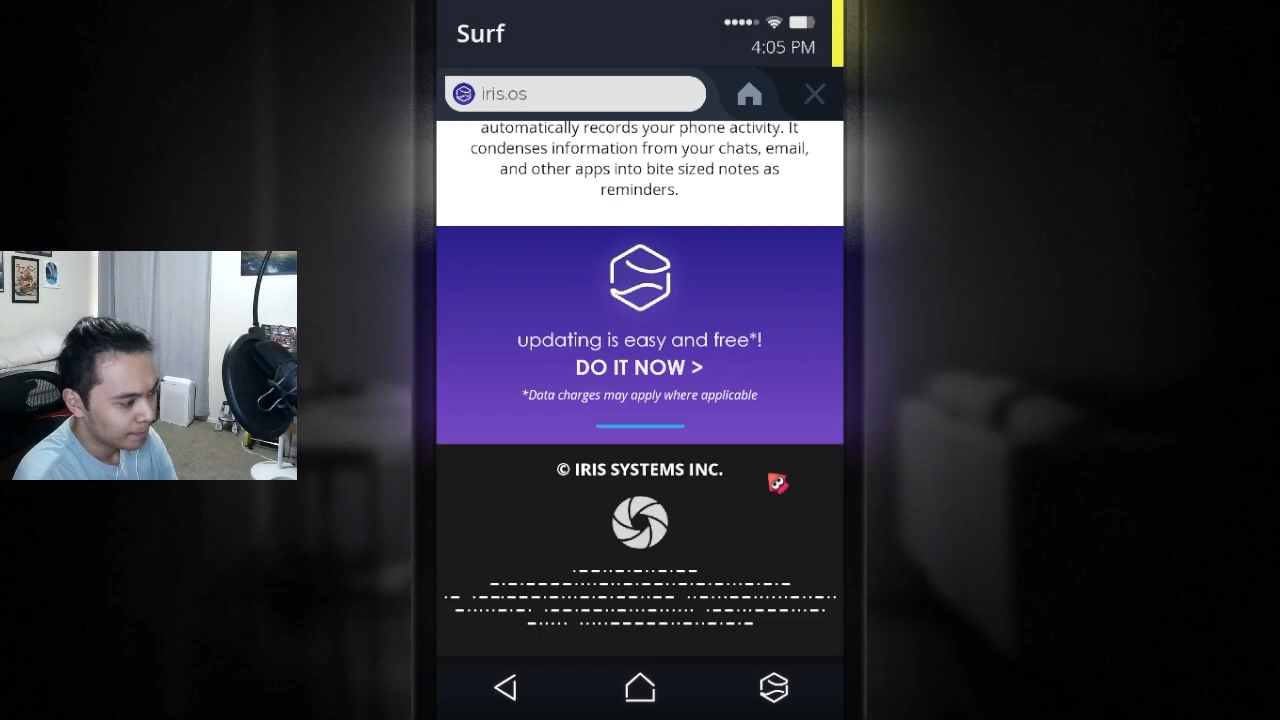 Surf
4:05 PM
iris.os
automatically records your phone activity. It
condenses information from your chats, email,
and other apps into bite sized notes as
reminders.
updating is easy and free*!
DO IT NOW >
*Data charges may apply where applicable
© IRIS SYSTEMS INC.